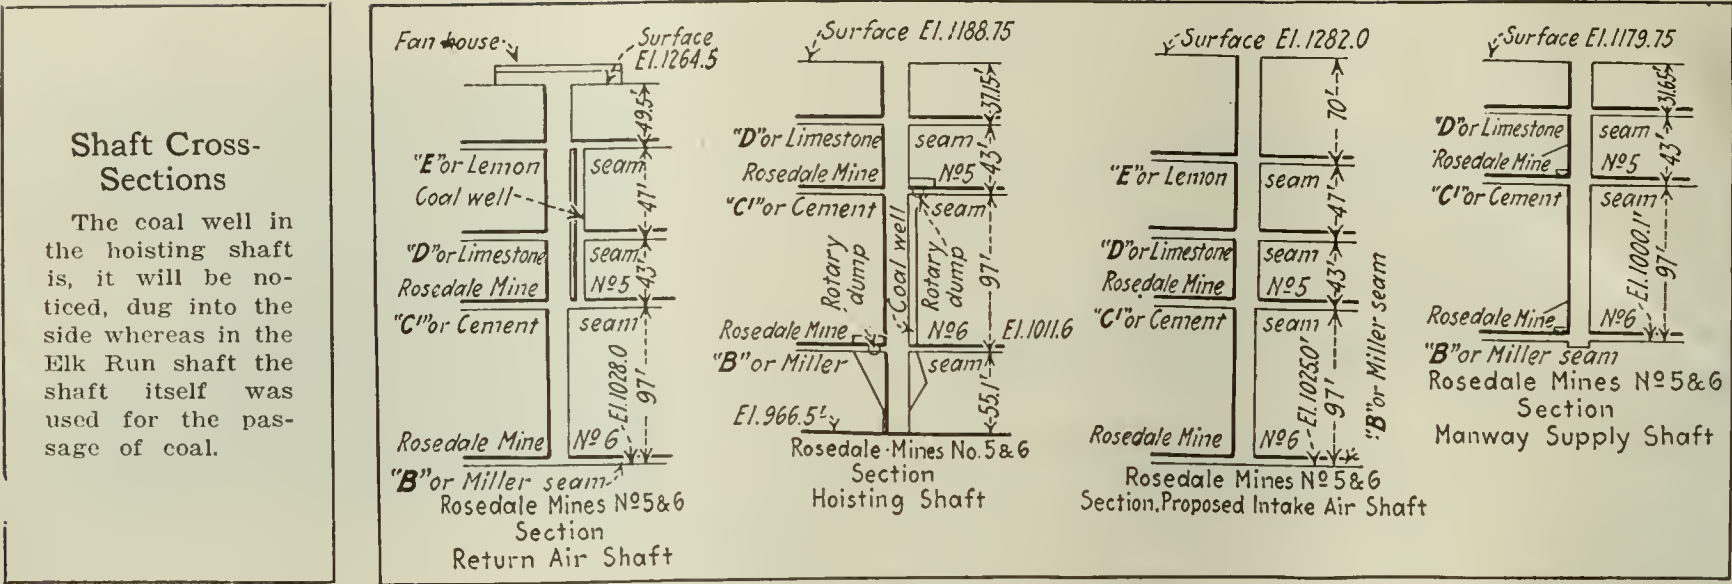 Shaft Cross-
Sections
The coal well in
the hoisting shaft
is, it will be no-
ticed, dug into the
side whereas in the
Elk Run shaft the
shaft itself was
used for the pas-
sage of coal.
Fan house
Surface
El.1264.5
49.5'
"E" or Lemon seam
Coal well
47'
"D" or Limestone seam
43'
Rosedale Mine Nº5
"C'" or Cement seam
El.1028.0
97'
Rosedale Mine Nº6
"B" or Miller seam
Rosedale Mines Nº5&6
Section
Return Air Shaft
Surface El.1188.75
37.15'
"D" or Limestone seam
43'
Rosedale Mine Nº5
"C'" or Cement seam
Rotary
dump
Coal well
Rotary
dump
97'
Rosedale Mine Nº6
El.1011.6
"B" or Miller seam
55.1'
El.966.5'
Rosedale Mines No.5&6
Section
Hoisting Shaft
Surface El.1282.0
70'
"E" or Lemon seam
47'
"D" or Limestone seam
43'
Rosedale Mine Nº5
"C'" or Cement seam
El.1025.0'
97'
"B" or Miller seam
Rosedale Mine Nº6
Rosedale Mines Nº5&6
Section, Proposed Intake Air Shaft
Surface El.1179.75
31.65'
"D" or Limestone seam
43'
Rosedale Mine Nº5
"C'" or Cement seam
El.1000.1'
97'
Rosedale Mine Nº6
"B" or Miller seam
Rosedale Mines Nº5&6
Section
Manway Supply Shaft